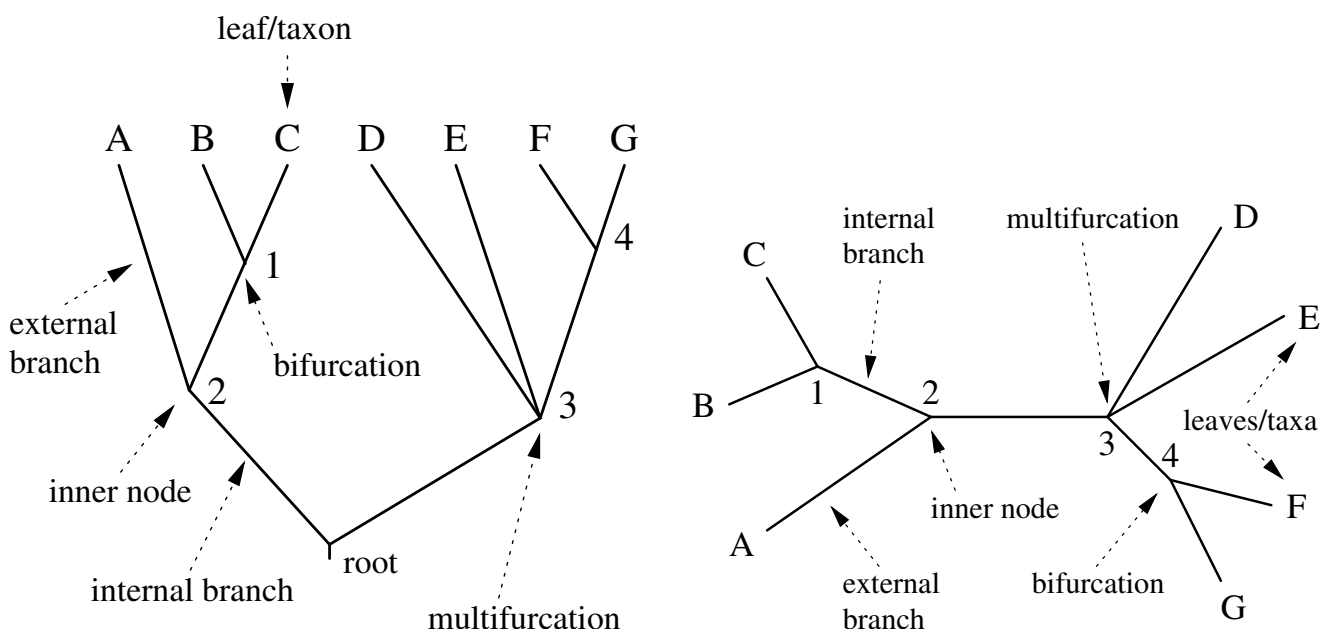 leaf/taxon
A B C D E F G
4
1
external
branch
bifurcation
2
3
inner node
root
internal branch
multifurcation
internal
branch
multifurcation
D
C
E
B
1
2
3
leaves/taxa
4
A
inner node
F
external
branch
bifurcation
G